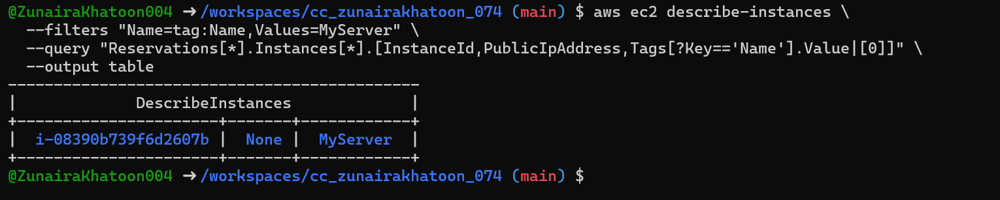 @ZunairaKhatoon004 ➜ /workspaces/cc_zunairakhatoon_074 (main) $ aws ec2 describe-instances \
  --filters "Name=tag:Name,Values=MyServer" \
  --query "Reservations[*].Instances[*].[InstanceId,PublicIpAddress,Tags[?Key=='Name'].Value|[0]]" \
  --output table
---------------------------------------------
|             DescribeInstances             |
+----------------------+-------+------------+
|  i-08390b739f6d2607b |  None |  MyServer  |
+----------------------+-------+------------+
@ZunairaKhatoon004 ➜ /workspaces/cc_zunairakhatoon_074 (main) $